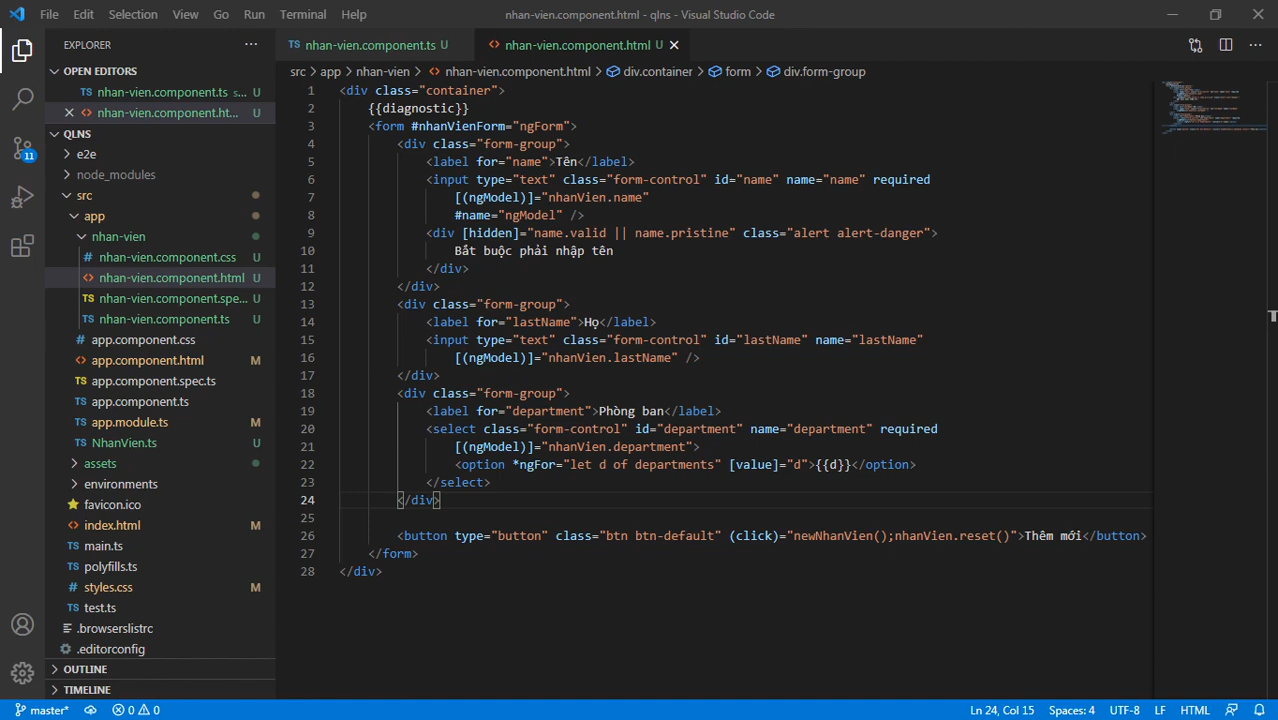 File Edit Selection View Go Run Terminal Help nhan-vien.component.html - qlns - Visual Studio Code
EXPLORER
OPEN EDITORS
nhan-vien.component.ts s... U
nhan-vien.component.ht... U
QLNS
e2e
node_modules
src
app
nhan-vien
nhan-vien.component.css U
nhan-vien.component.html U
TS nhan-vien.component.spe... U
TS nhan-vien.component.ts U
app.component.css
app.component.html M
TS app.component.spec.ts
TS app.component.ts
TS app.module.ts M
TS NhanVien.ts U
assets
environments
favicon.ico
index.html M
TS main.ts
TS polyfills.ts
# styles.css M
TS test.ts
.browserslistrc
.editorconfig
OUTLINE
TIMELINE
11
TS nhan-vien.component.ts U <> nhan-vien.component.html U
src > app > nhan-vien > <> nhan-vien.component.html > div.container > form > div.form-group
1 <div class="container">
2 {{diagnostic}}
3 <form #nhanVienForm="ngForm">
4 <div class="form-group">
5 <label for="name">Tên</label>
6 <input type="text" class="form-control" id="name" name="name" required
7 [(ngModel)]="nhanVien.name"
8 #name="ngModel" />
9 <div [hidden]="name.valid || name.pristine" class="alert alert-danger">
10 Bắt buộc phải nhập tên
11 </div>
12 </div>
13 <div class="form-group">
14 <label for="lastName">Họ</label>
15 <input type="text" class="form-control" id="lastName" name="lastName"
16 [(ngModel)]="nhanVien.lastName" />
17 </div>
18 <div class="form-group">
19 <label for="department">Phòng ban</label>
20 <select class="form-control" id="department" name="department" required
21 [(ngModel)]="nhanVien.department">
22 <option *ngFor="let d of departments" [value]="d">{{d}}</option>
23 </select>
24 </div>
25
26 <button type="button" class="btn btn-default" (click)="newNhanVien();nhanVien.reset()">Thêm mới</button>
27 </form>
28 </div>
master* 0 0 Ln 24, Col 15 Spaces: 4 UTF-8 LF HTML